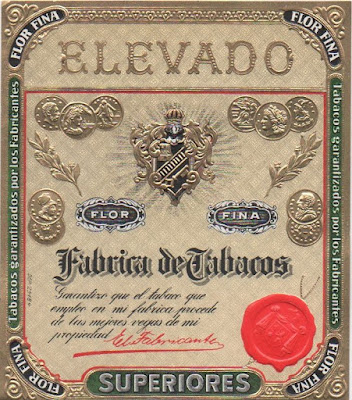 FLOR FINA
FLOR FINA
ELEVADO
Tabacos garantizados por los Fabricantes
Tabacos garantizados por los Fabricantes
FLOR
FINA
Fabrica de Tabacos
Garantizo que el tabaco que
empleo en mi fabrica procede
de las mejores vegas de mi
propiedad
El Fabricante
FLOR FINA
FLOR FINA
SUPERIORES